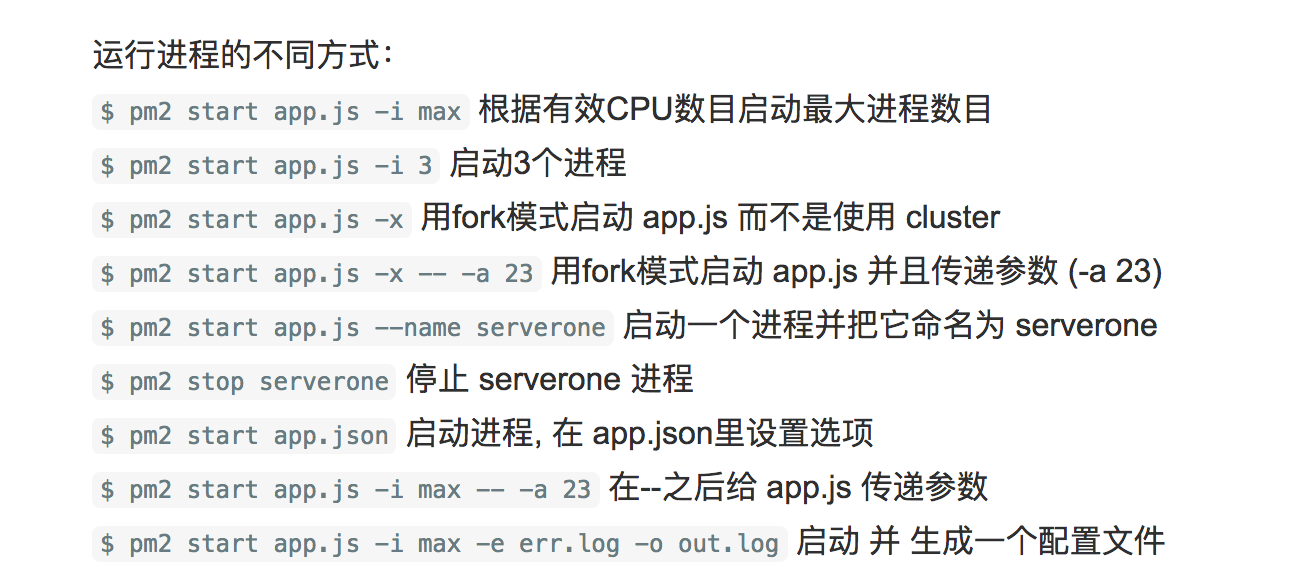 运行进程的不同方式：
$ pm2 start app.js -i max 根据有效CPU数目启动最大进程数目
$ pm2 start app.js -i 3 启动3个进程
$ pm2 start app.js -x 用fork模式启动 app.js 而不是使用 cluster
$ pm2 start app.js -x -- -a 23 用fork模式启动 app.js 并且传递参数 (-a 23)
$ pm2 start app.js --name serverone 启动一个进程并把它命名为 serverone
$ pm2 stop serverone 停止 serverone 进程
$ pm2 start app.json 启动进程, 在 app.json里设置选项
$ pm2 start app.js -i max -- -a 23 在--之后给 app.js 传递参数
$ pm2 start app.js -i max -e err.log -o out.log 启动 并 生成一个配置文件